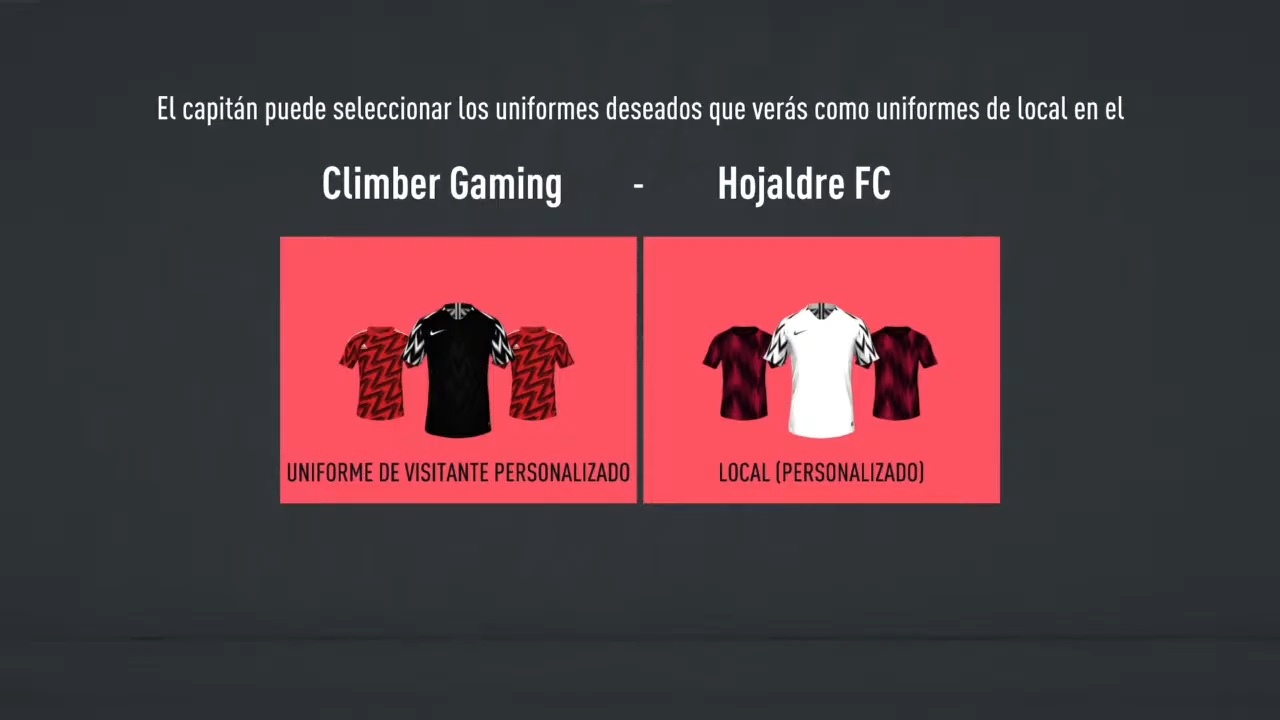 El capitán puede seleccionar los uniformes deseados que verás como uniformes de local en el
Climber Gaming - Hojaldre FC
UNIFORME DE VISITANTE PERSONALIZADO
LOCAL (PERSONALIZADO)